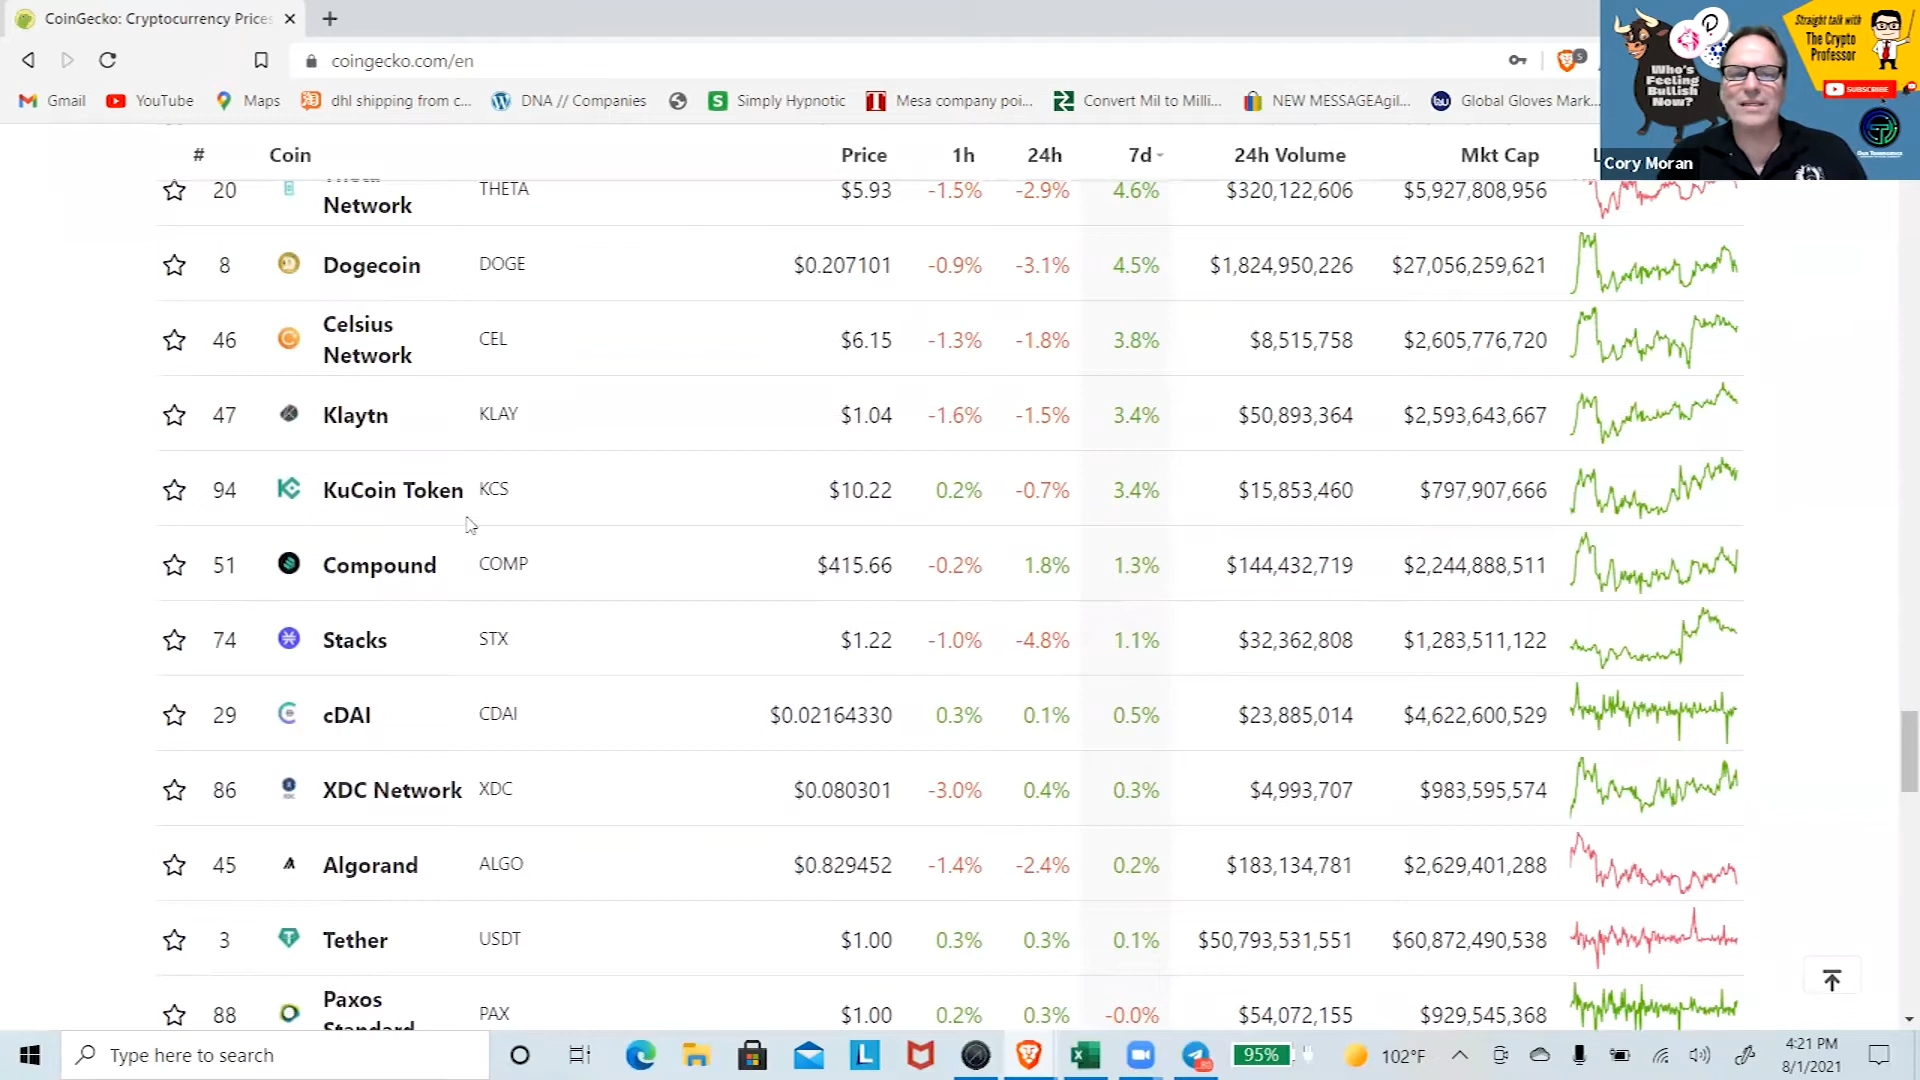 CoinGecko: Cryptocurrency Prices
coingecko.com/en
Gmail YouTube Maps dhl shipping from c... DNA // Companies Simply Hypnotic Mesa company poi... Convert Mil to Milli... NEW MESSAGEAgil... Global Gloves Mark...
Who's
Feeling
Bullish
Now?
Straight talk with
The Crypto
Professor
SUBSCRIBE
Cory Moran
# Coin Price 1h 24h 7d 24h Volume Mkt Cap L
20 Theta Network THETA $5.93 -1.5% -2.9% 4.6% $320,122,606 $5,927,808,956
8 Dogecoin DOGE $0.207101 -0.9% -3.1% 4.5% $1,824,950,226 $27,056,259,621
46 Celsius Network CEL $6.15 -1.3% -1.8% 3.8% $8,515,758 $2,605,776,720
47 Klaytn KLAY $1.04 -1.6% -1.5% 3.4% $50,893,364 $2,593,643,667
94 KuCoin Token KCS $10.22 0.2% -0.7% 3.4% $15,853,460 $797,907,666
51 Compound COMP $415.66 -0.2% 1.8% 1.3% $144,432,719 $2,244,888,511
74 Stacks STX $1.22 -1.0% -4.8% 1.1% $32,362,808 $1,283,511,122
29 cDAI CDAI $0.02164330 0.3% 0.1% 0.5% $23,885,014 $4,622,600,529
86 XDC Network XDC $0.080301 -3.0% 0.4% 0.3% $4,993,707 $983,595,574
45 Algorand ALGO $0.829452 -1.4% -2.4% 0.2% $183,134,781 $2,629,401,288
3 Tether USDT $1.00 0.3% 0.3% 0.1% $50,793,531,551 $60,872,490,538
88 Paxos Standard PAX $1.00 0.2% 0.3% -0.0% $54,072,155 $929,545,368
Type here to search
95%
102°F
4:21 PM
8/1/2021